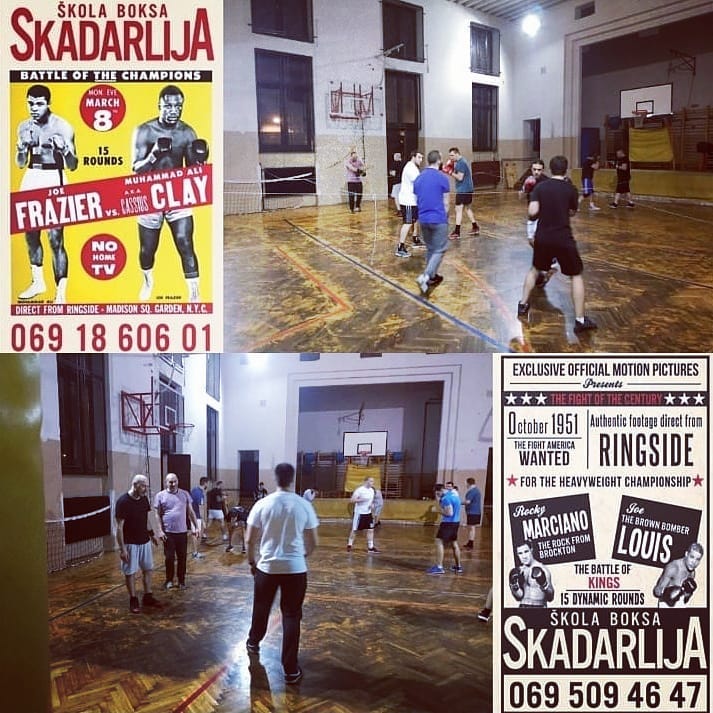 ŠKOLA BOKSA
SKADARLIJA
BATTLE OF THE CHAMPIONS
MON. EVE
MARCH
8th
15
ROUNDS
JOE
FRAZIER
VS.
MUHAMMAD ALI
A.K.A.
CASSIUS
CLAY
NO
HOME
TV
MUHAMMAD ALI
JOE FRAZIER
DIRECT FROM RINGSIDE - MADISON SQ. GARDEN, N.Y.C.
069 18 606 01
EXCLUSIVE OFFICIAL MOTION PICTURES
Presents
THE FIGHT OF THE CENTURY
October 1951
THE FIGHT AMERICA
WANTED
Authentic footage direct from
RINGSIDE
FOR THE HEAVYWEIGHT CHAMPIONSHIP
Rocky
MARCIANO
THE ROCK FROM
BROCKTON
Joe
THE BROWN BOMBER
LOUIS
THE BATTLE OF
KINGS
15 DYNAMIC ROUNDS
ŠKOLA BOKSA
SKADARLIJA
069 509 46 47